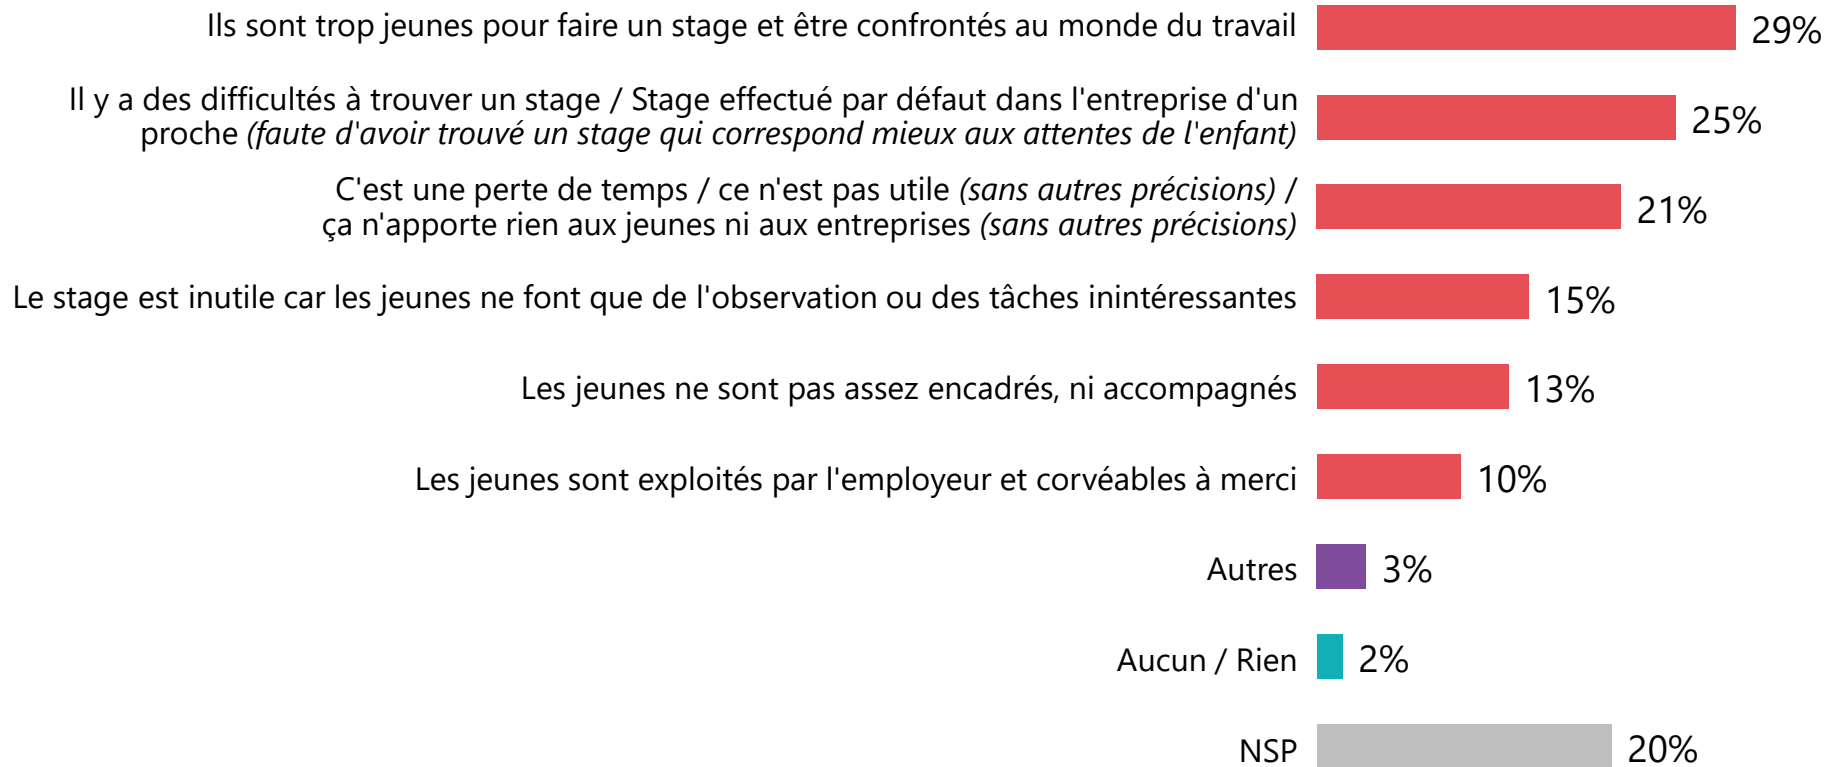 Ils sont trop jeunes pour faire un stage et être confrontés au monde du travail 29%
Il y a des difficultés à trouver un stage / Stage effectué par défaut dans l'entreprise d'un
proche (faute d'avoir trouvé un stage qui correspond mieux aux attentes de l'enfant) 25%
C'est une perte de temps / ce n'est pas utile (sans autres précisions) /
ça n'apporte rien aux jeunes ni aux entreprises (sans autres précisions) 21%
Le stage est inutile car les jeunes ne font que de l'observation ou des tâches inintéressantes 15%
Les jeunes ne sont pas assez encadrés, ni accompagnés 13%
Les jeunes sont exploités par l'employeur et corvéables à merci 10%
Autres 3%
Aucun / Rien 2%
NSP 20%